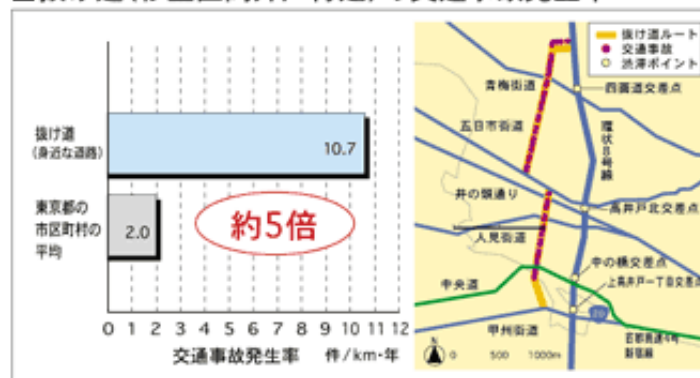 抜け道
(身近な道路)
10.7
東京都の
市区町村の
平均
2.0
約5倍
0 1 2 3 4 5 6 7 8 9 10 11 12
交通事故発生率 件/km・年
抜け道ルート
交通事故
渋滞ポイント
青梅街道
四面道交差点
五日市街道
環状8号線
井の頭通り
高井戸北交差点
人見街道
中の橋交差点
中央道
上高井戸一丁目交差点
20
甲州街道
首都高速4号
新宿線
N
0 500 1000m